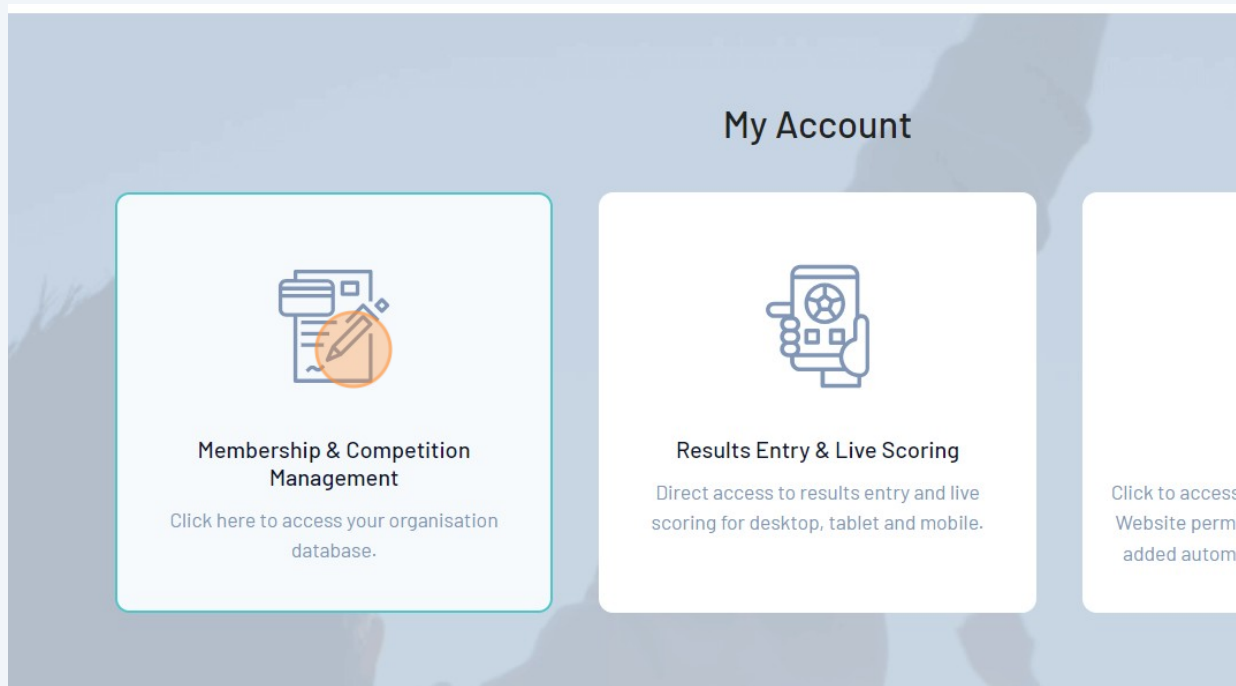 My Account
Membership & Competition
Management
Click here to access your organisation
database.
Results Entry & Live Scoring
Direct access to results entry and live
scoring for desktop, tablet and mobile.
Click to access
Website perm
added autom